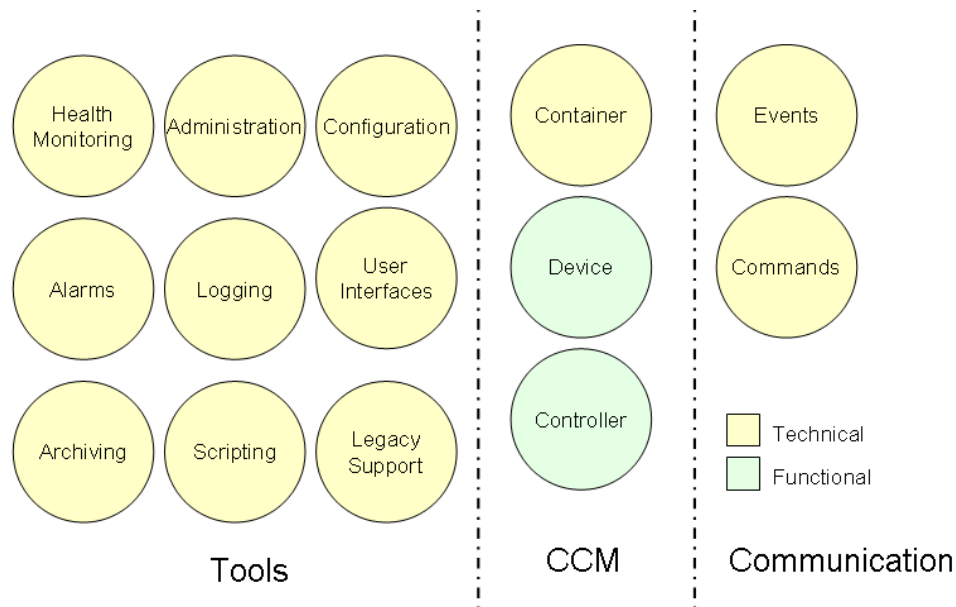 Health
Monitoring
Administration
Configuration
Alarms
Logging
User
Interfaces
Archiving
Scripting
Legacy
Support
Tools
Container
Device
Controller
CCM
Events
Commands
Technical
Functional
Communication